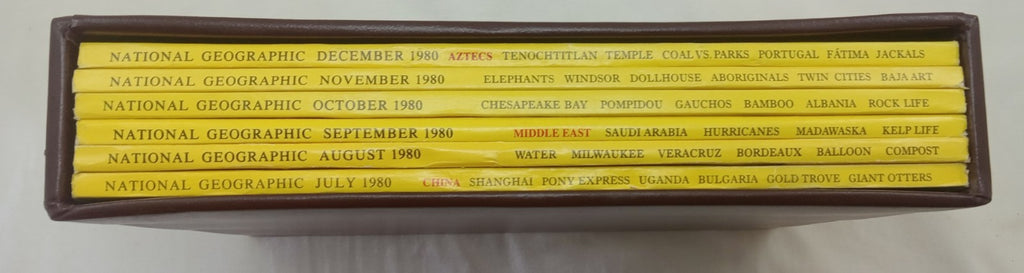 NATIONAL GEOGRAPHIC DECEMBER 1980 AZTECS TENOCHTITLAN TEMPLE COAL VS. PARKS PORTUGAL FÁTIMA JACKALS
NATIONAL GEOGRAPHIC NOVEMBER 1980 ELEPHANTS WINDSOR DOLLHOUSE ABORIGINALS TWIN CITIES BAJA ART
NATIONAL GEOGRAPHIC OCTOBER 1980 CHESAPEAKE BAY POMPIDOU GAUCHOS BAMBOO ALBANIA ROCK LIFE
NATIONAL GEOGRAPHIC SEPTEMBER 1980 MIDDLE EAST SAUDI ARABIA HURRICANES MADAWASKA KELP LIFE
NATIONAL GEOGRAPHIC AUGUST 1980 WATER MILWAUKEE VERACRUZ BORDEAUX BALLOON COMPOST
NATIONAL GEOGRAPHIC JULY 1980 CHINA SHANGHAI PONY EXPRESS UGANDA BULGARIA GOLD TROVE GIANT OTTERS